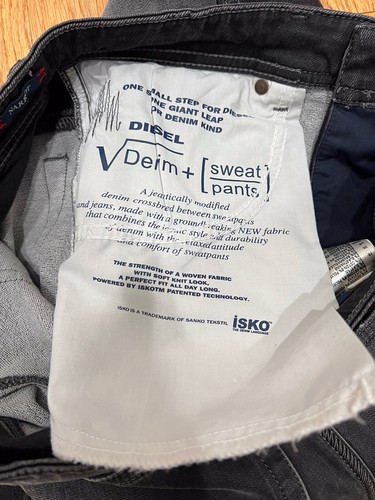 ONE SMALL STEP FOR DIESEL
ONE GIANT LEAP
FOR DENIM KIND
DIESEL
√Denim + [sweat pants]
A jeanetically modified
denim crossbred between sweatpants
and jeans, made with a groundbreaking NEW fabric
that combines the iconic style and durability
of denim with the relaxed attitude
and comfort of sweatpants
THE STRENGTH OF A WOVEN FABRIC
WITH SOFT KNIT LOOK,
A PERFECT FIT ALL DAY LONG.
POWERED BY ISKOTM PATENTED TECHNOLOGY.
ISKO IS A TRADEMARK OF SANKO TEKSTIL
ISKO
THE DENIM LANGUAGE